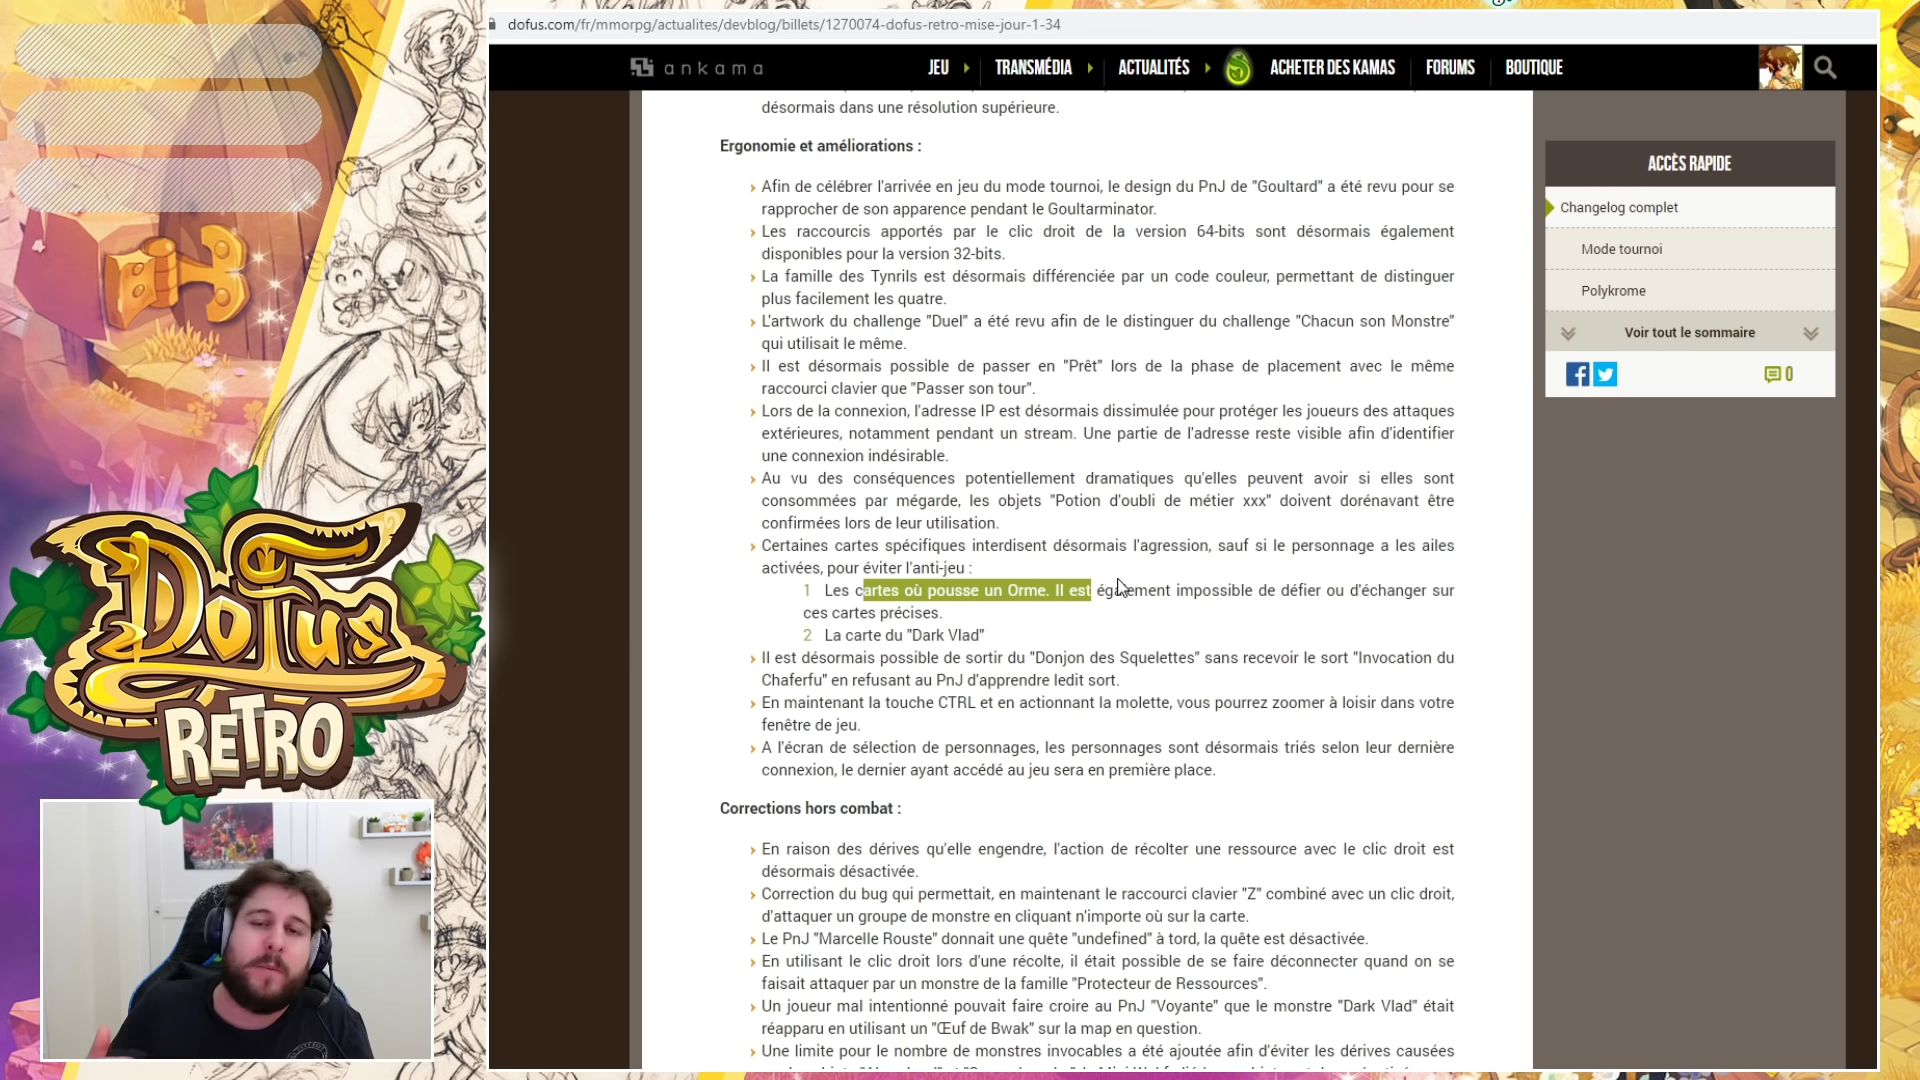 dofus.com/fr/mmorpg/actualites/devblog/billets/1270074-dofus-retro-mise-jour-1-34
ankama
JEU
TRANSMÉDIA
ACTUALITÉS
ACHETER DES KAMAS
FORUMS
BOUTIQUE
désormais dans une résolution supérieure.
Ergonomie et améliorations :
Afin de célébrer l'arrivée en jeu du mode tournoi, le design du PnJ de "Goultard" a été revu pour se
rapprocher de son apparence pendant le Goultarminator.
Les raccourcis apportés par le clic droit de la version 64-bits sont désormais également
disponibles pour la version 32-bits.
La famille des Tynrils est désormais différenciée par un code couleur, permettant de distinguer
plus facilement les quatre.
L'artwork du challenge "Duel" a été revu afin de le distinguer du challenge "Chacun son Monstre"
qui utilisait le même.
Il est désormais possible de passer en "Prêt" lors de la phase de placement avec le même
raccourci clavier que "Passer son tour".
Lors de la connexion, l'adresse IP est désormais dissimulée pour protéger les joueurs des attaques
extérieures, notamment pendant un stream. Une partie de l'adresse reste visible afin d'identifier
une connexion indésirable.
Au vu des conséquences potentiellement dramatiques qu'elles peuvent avoir si elles sont
consommées par mégarde, les objets "Potion d'oubli de métier xxx" doivent dorénavant être
confirmées lors de leur utilisation.
Certaines cartes spécifiques interdisent désormais l'agression, sauf si le personnage a les ailes
activées, pour éviter l'anti-jeu :
1 Les cartes où pousse un Orme. Il est également impossible de défier ou d'échanger sur
ces cartes précises.
2 La carte du "Dark Vlad"
Il est désormais possible de sortir du "Donjon des Squelettes" sans recevoir le sort "Invocation du
Chaferfu" en refusant au PnJ d'apprendre ledit sort.
En maintenant la touche CTRL et en actionnant la molette, vous pourrez zoomer à loisir dans votre
fenêtre de jeu.
A l'écran de sélection de personnages, les personnages sont désormais triés selon leur dernière
connexion, le dernier ayant accédé au jeu sera en première place.
Corrections hors combat :
En raison des dérives qu'elle engendre, l'action de récolter une ressource avec le clic droit est
désormais désactivée.
Correction du bug qui permettait, en maintenant le raccourci clavier "Z" combiné avec un clic droit,
d'attaquer un groupe de monstre en cliquant n'importe où sur la carte.
Le PnJ "Marcelle Rouste" donnait une quête "undefined" à tord, la quête est désactivée.
En utilisant le clic droit lors d'une récolte, il était possible de se faire déconnecter quand on se
faisait attaquer par un monstre de la famille "Protecteur de Ressources".
Un joueur mal intentionné pouvait faire croire au PnJ "Voyante" que le monstre "Dark Vlad" était
réapparu en utilisant un "Œuf de Bwak" sur la map en question.
Une limite pour le nombre de monstres invocables a été ajoutée afin d'éviter les dérives causées
ACCÈS RAPIDE
Changelog complet
Mode tournoi
Polykrome
Voir tout le sommaire
0
DOFUS
RETRO